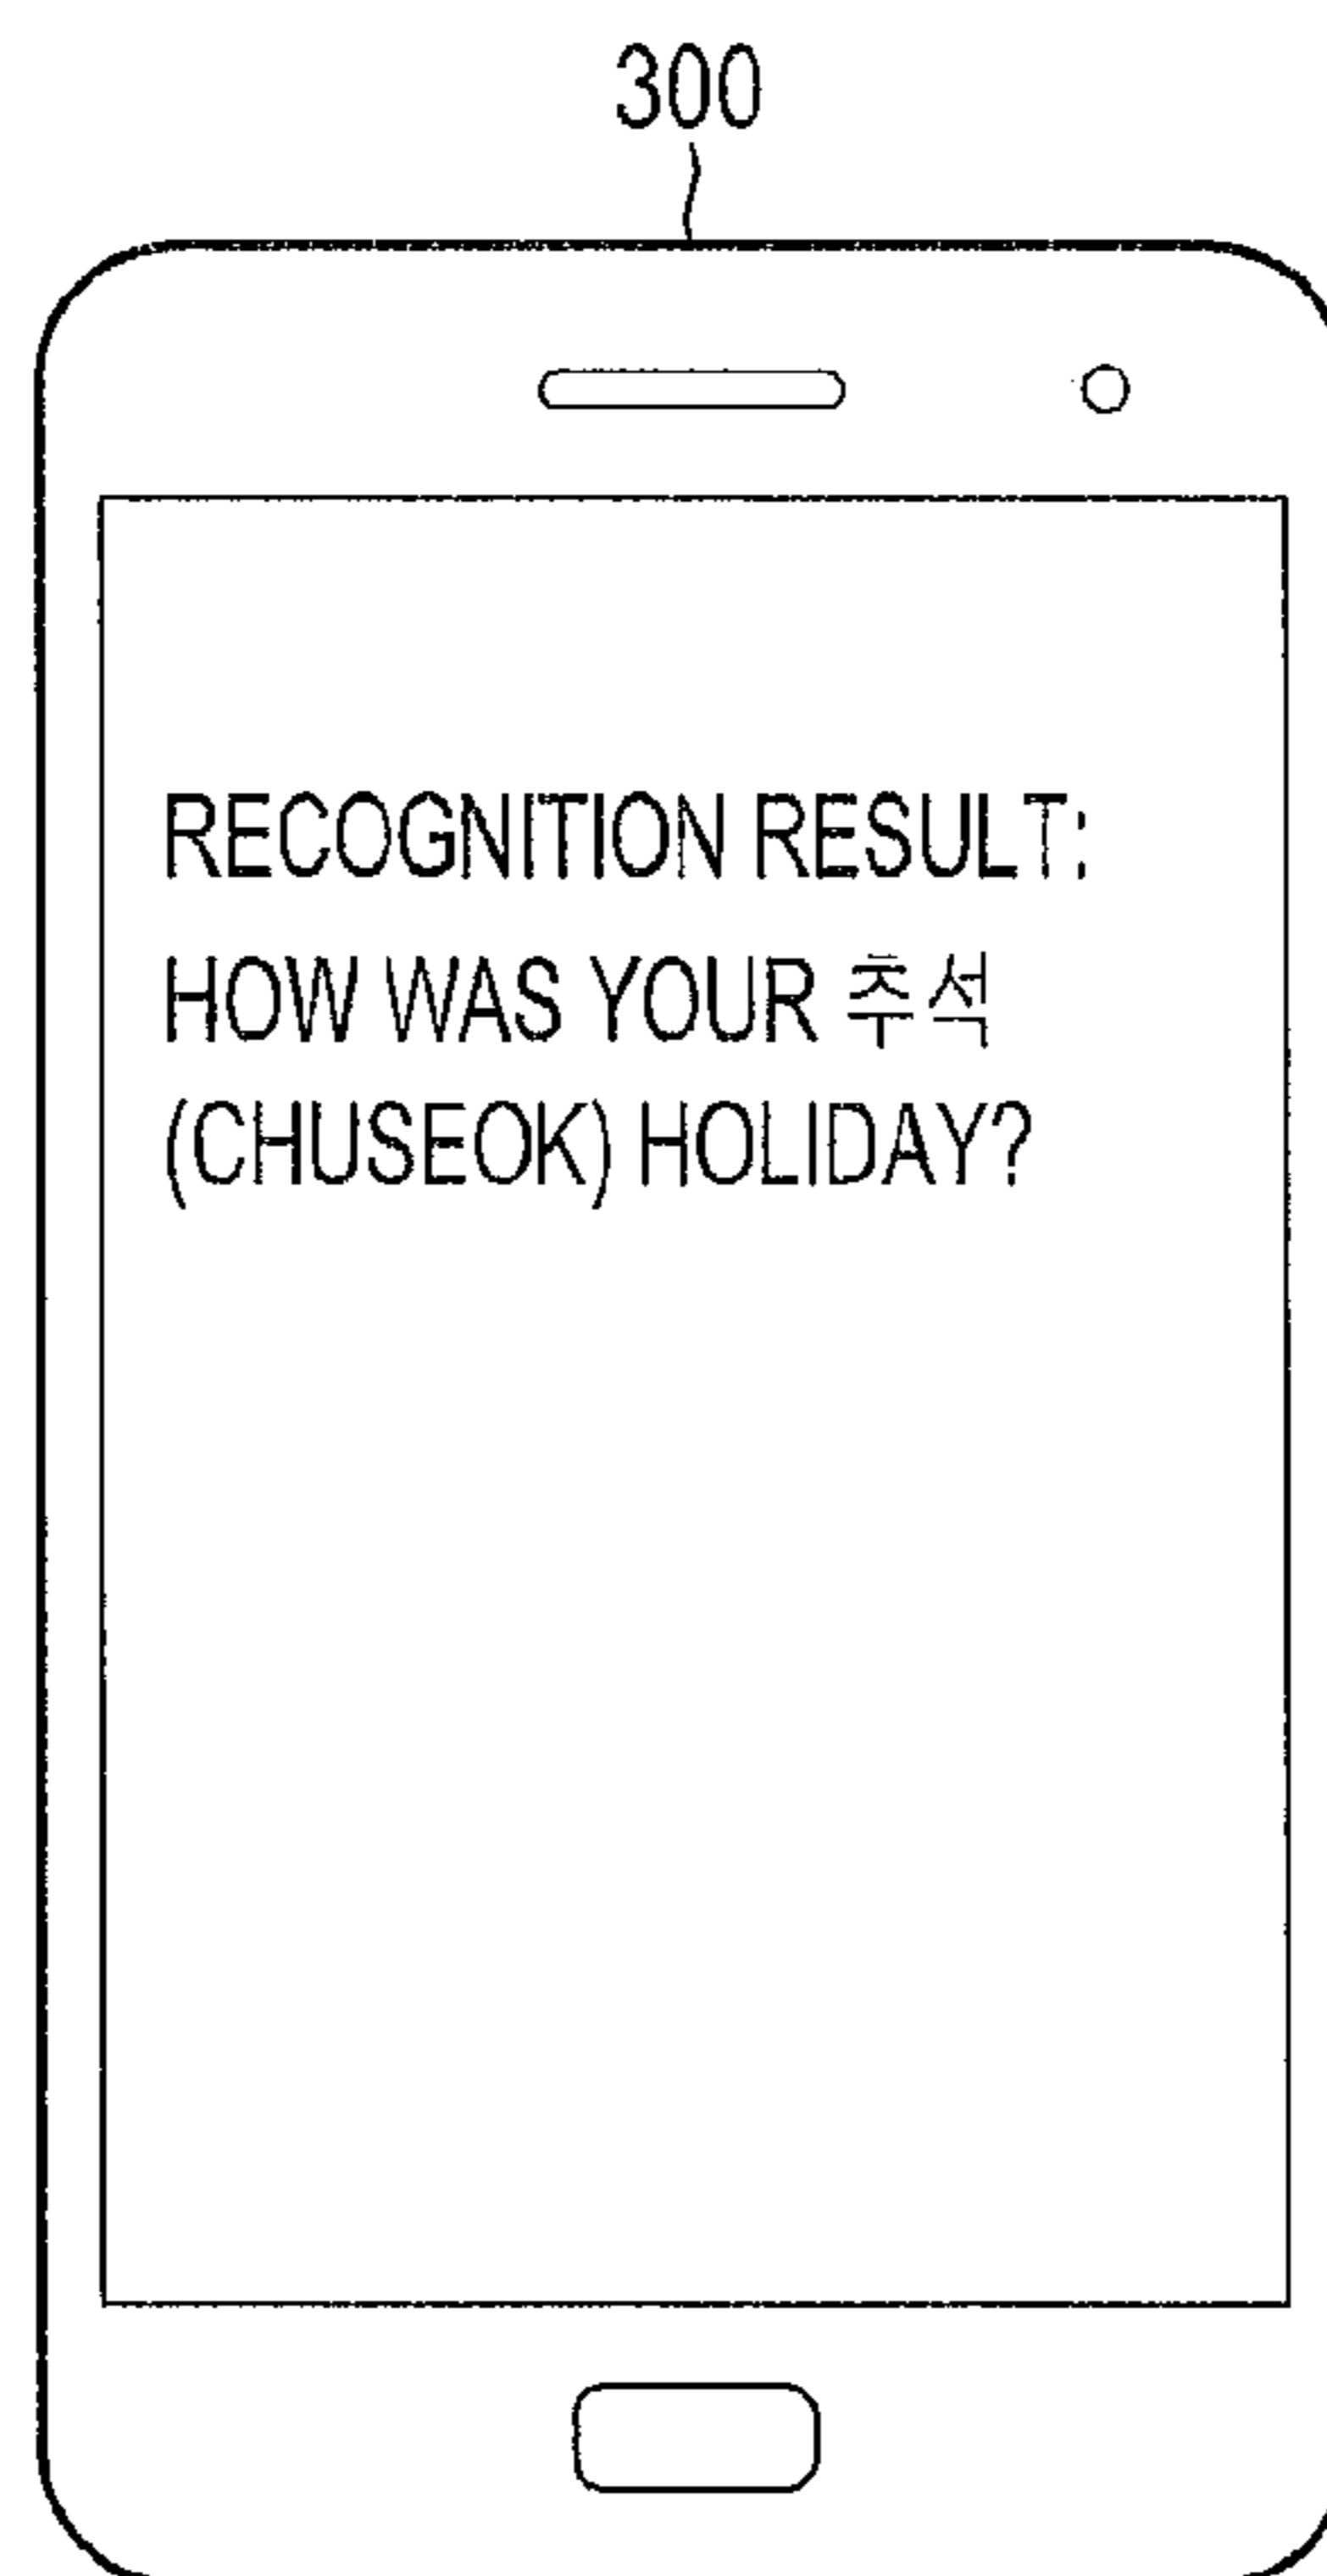 300
RECOGNITION RESULT:
HOW WAS YOUR 추석
(CHUSEOK) HOLIDAY?